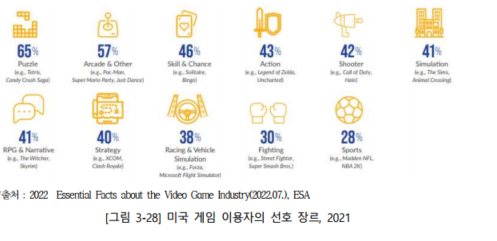 65%
Puzzle
(e.g., Tetris,
Candy Crush Saga)
57%
Arcade & Other
(e.g., Pac-Man,
Super Mario Party, Just Dance)
46%
Skill & Chance
(e.g., Solitaire,
Bingo)
43%
Action
(e.g., Legend of Zelda,
Uncharted)
42%
Shooter
(e.g., Call of Duty,
Halo)
41%
Simulation
(e.g., The Sims,
Animal Crossing)
41%
RPG & Narrative
(e.g., The Witcher,
Skyrim)
40%
Strategy
(e.g., XCOM,
Clash Royale)
38%
Racing & Vehicle
Simulation
(e.g., Forza,
Microsoft Flight Simulator)
30%
Fighting
(e.g., Street Fighter,
Super Smash Bros.)
28%
Sports
(e.g., Madden NFL,
NBA 2K)
출처 : 2022 Essential Facts about the Video Game Industry(2022.07.), ESA
[그림 3-28] 미국 게임 이용자의 선호 장르, 2021